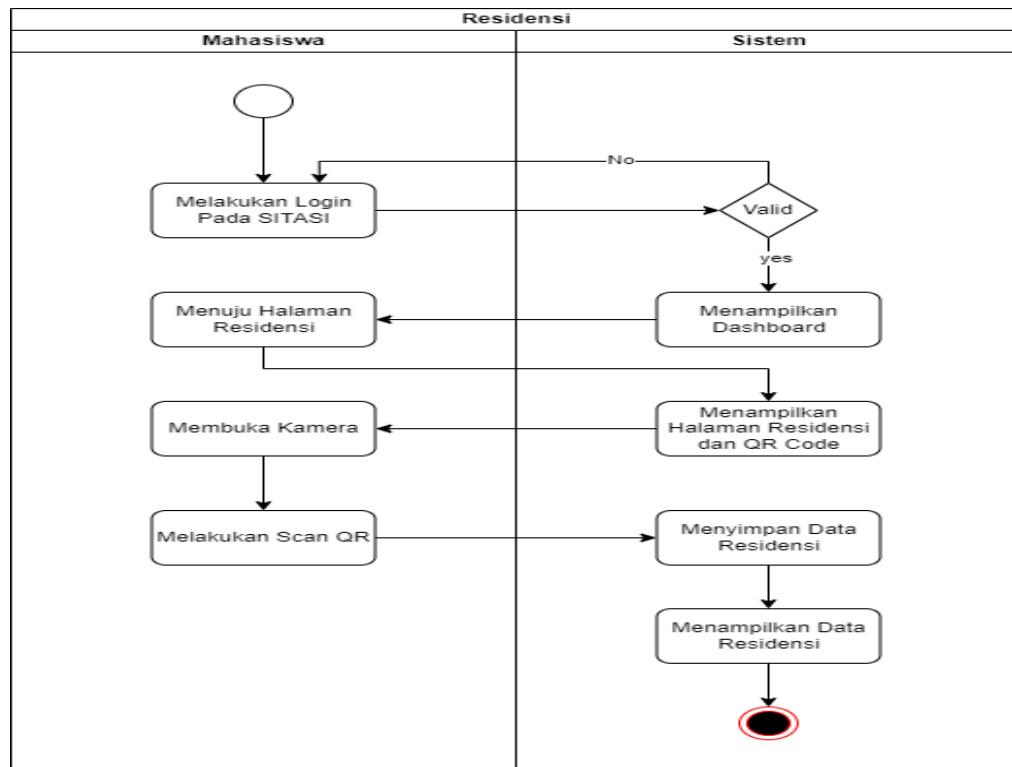 Residensi
Mahasiswa
Sistem
No
Melakukan Login
Pada SITASI
Valid
yes
Menuju Halaman
Residensi
Menampilkan
Dashboard
Membuka Kamera
Menampilkan
Halaman Residensi
dan QR Code
Melakukan Scan QR
Menyimpan Data
Residensi
Menampilkan Data
Residensi